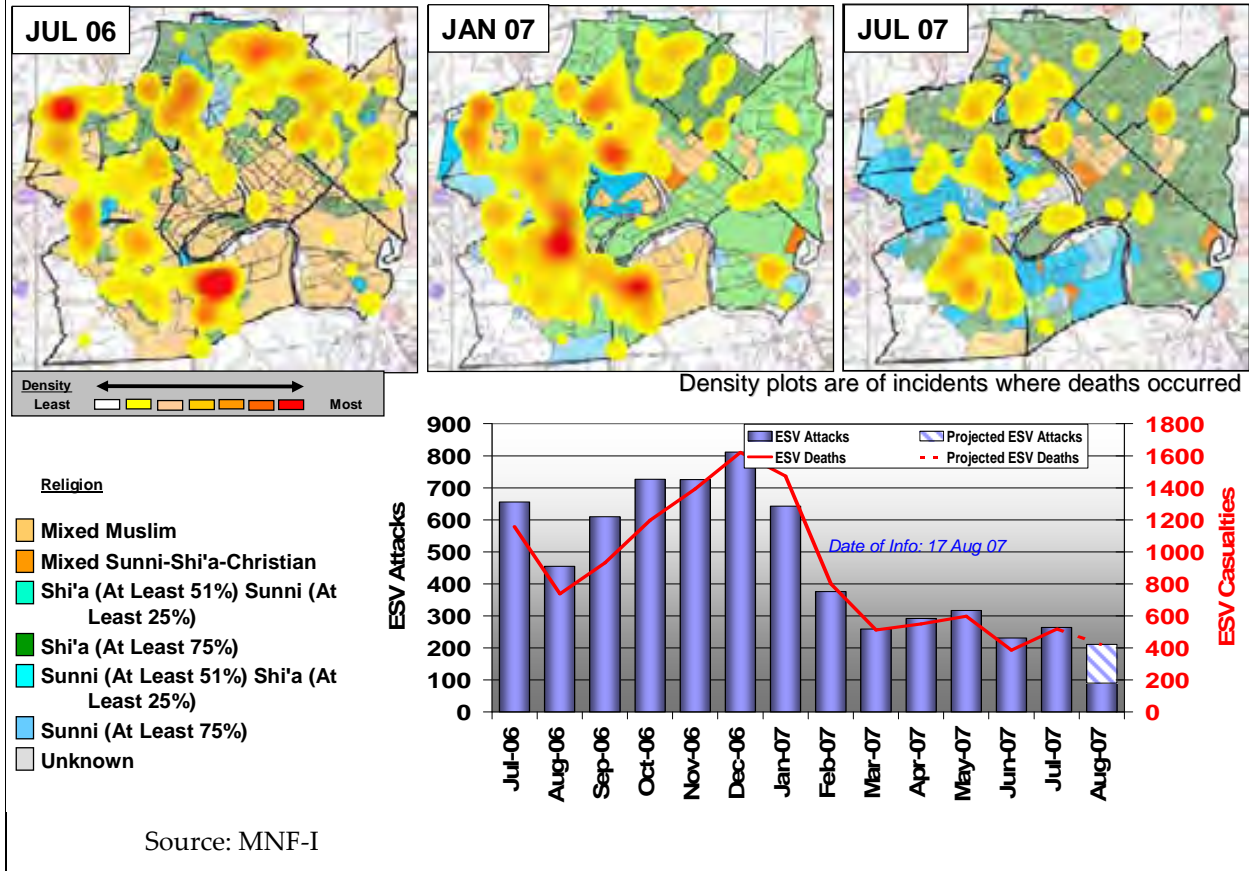 JUL 06
JAN 07
JUL 07
Density
Least
Most
Density plots are of incidents where deaths occurred
Religion
Mixed Muslim
Mixed Sunni-Shi'a-Christian
Shi'a (At Least 51%) Sunni (At
Least 25%)
Shi'a (At Least 75%)
Sunni (At Least 51%) Shi'a (At
Least 25%)
Sunni (At Least 75%)
Unknown
ESV Attacks
900
800
700
600
500
400
300
200
100
0
ESV Attacks
Projected ESV Attacks
ESV Deaths
Projected ESV Deaths
Date of Info: 17 Aug 07
1800
1600
1400
1200
1000
800
600
400
200
0
ESV Casualties
Jul-06
Aug-06
Sep-06
Oct-06
Nov-06
Dec-06
Jan-07
Feb-07
Mar-07
Apr-07
May-07
Jun-07
Jul-07
Aug-07
Source: MNF-I